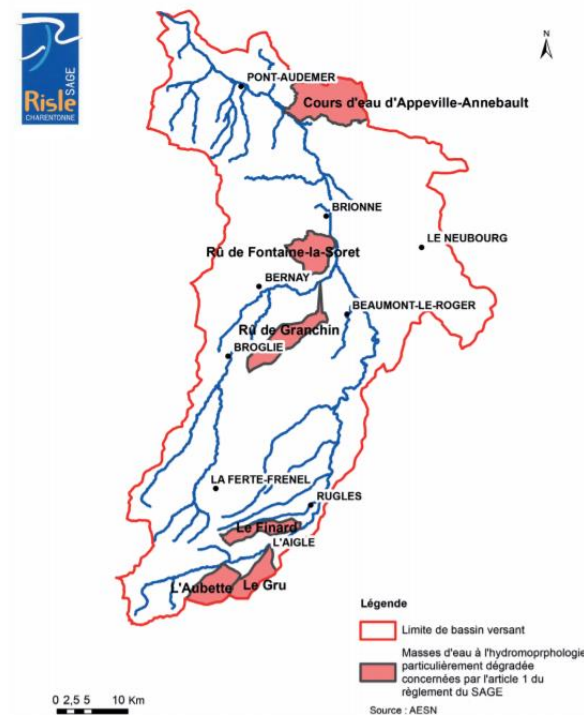 SAGE
Risle
CHARENTONNE
N
PONT-AUDEMER
Cours d'eau d'Appeville-Annebault
BRIONNE
LE NEUBOURG
Rû de Fontaine-la-Soret
BERNAY
BEAUMONT-LE-ROGER
Rû de Granchin
BROGLIE
LA FERTE-FRENEL
RUGLES
Le Finard
L'AIGLE
L'Aubette
Le Gru
Légende
Limite de bassin versant
Masses d'eau à l'hydromoprphologie
particulièrement dégradée
concernées par l'article 1 du
règlement du SAGE
0 2,5 5 10 Km
Source : AESN